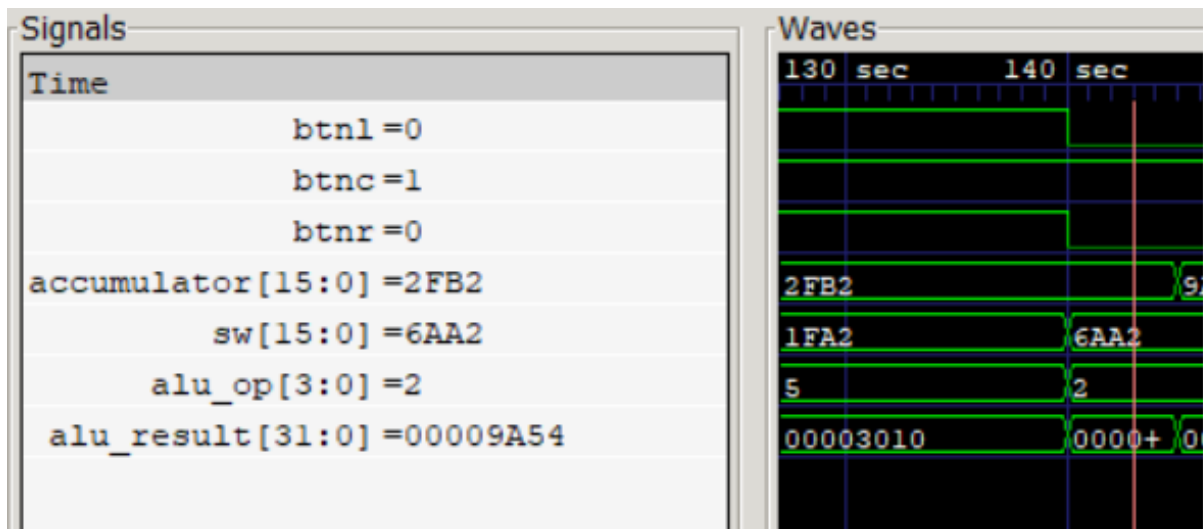 Signals
Waves
Time
130 sec 140 sec
btnl=0
btnc=1
btnr=0
accumulator[15:0]=2FB2
2FB2
sw[15:0]=6AA2
1FA2 6AA2
alu_op[3:0]=2
5 2
alu_result[31:0]=00009A54
00003010 0000+